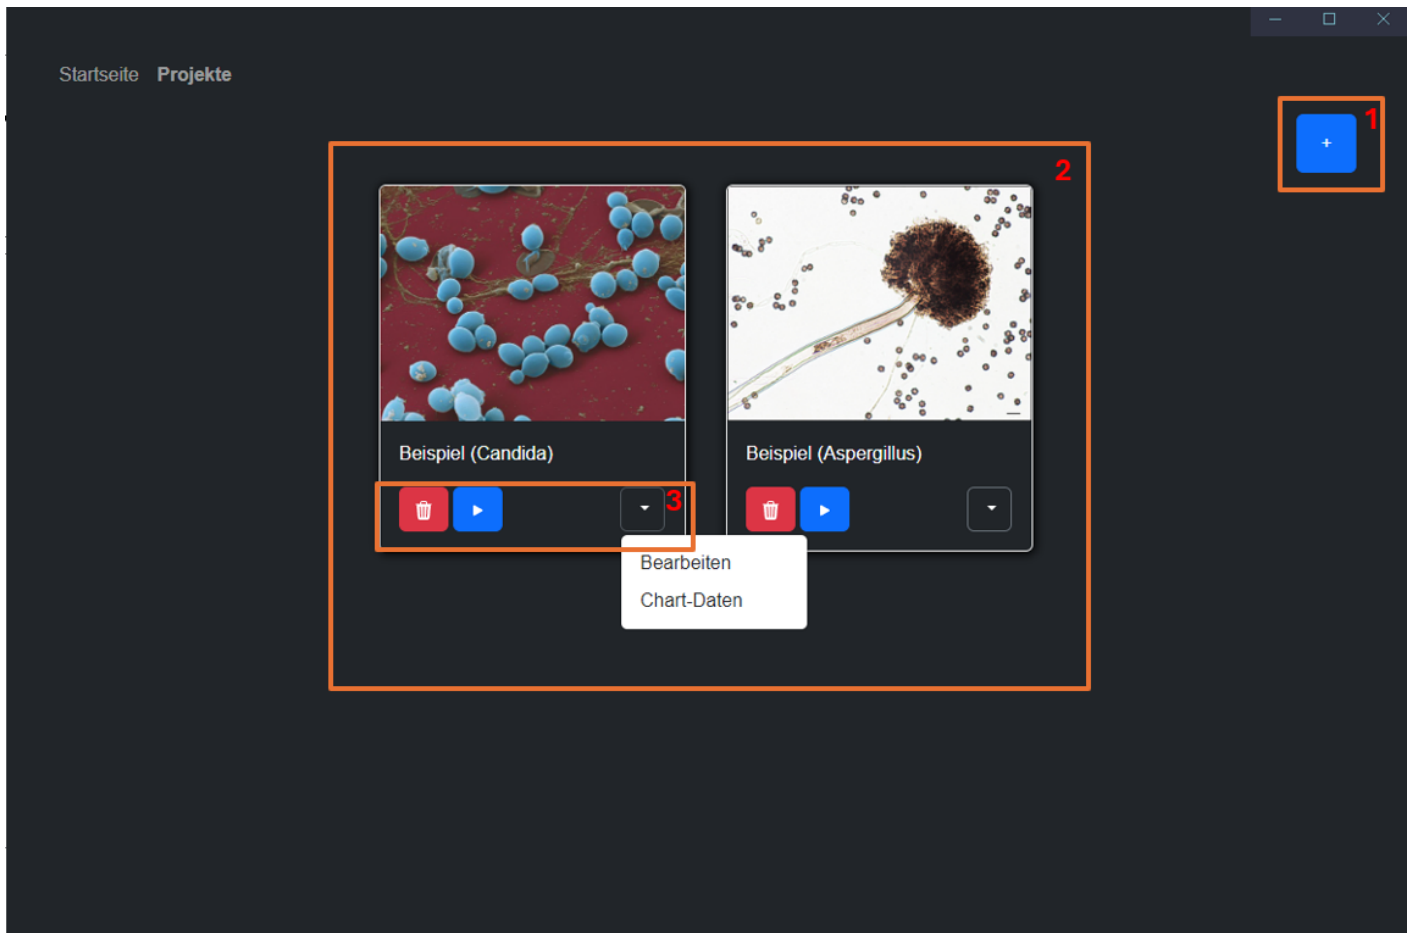 Startseite Projekte
1
+
2
Beispiel (Candida)
Beispiel (Aspergillus)
3
Bearbeiten
Chart-Daten